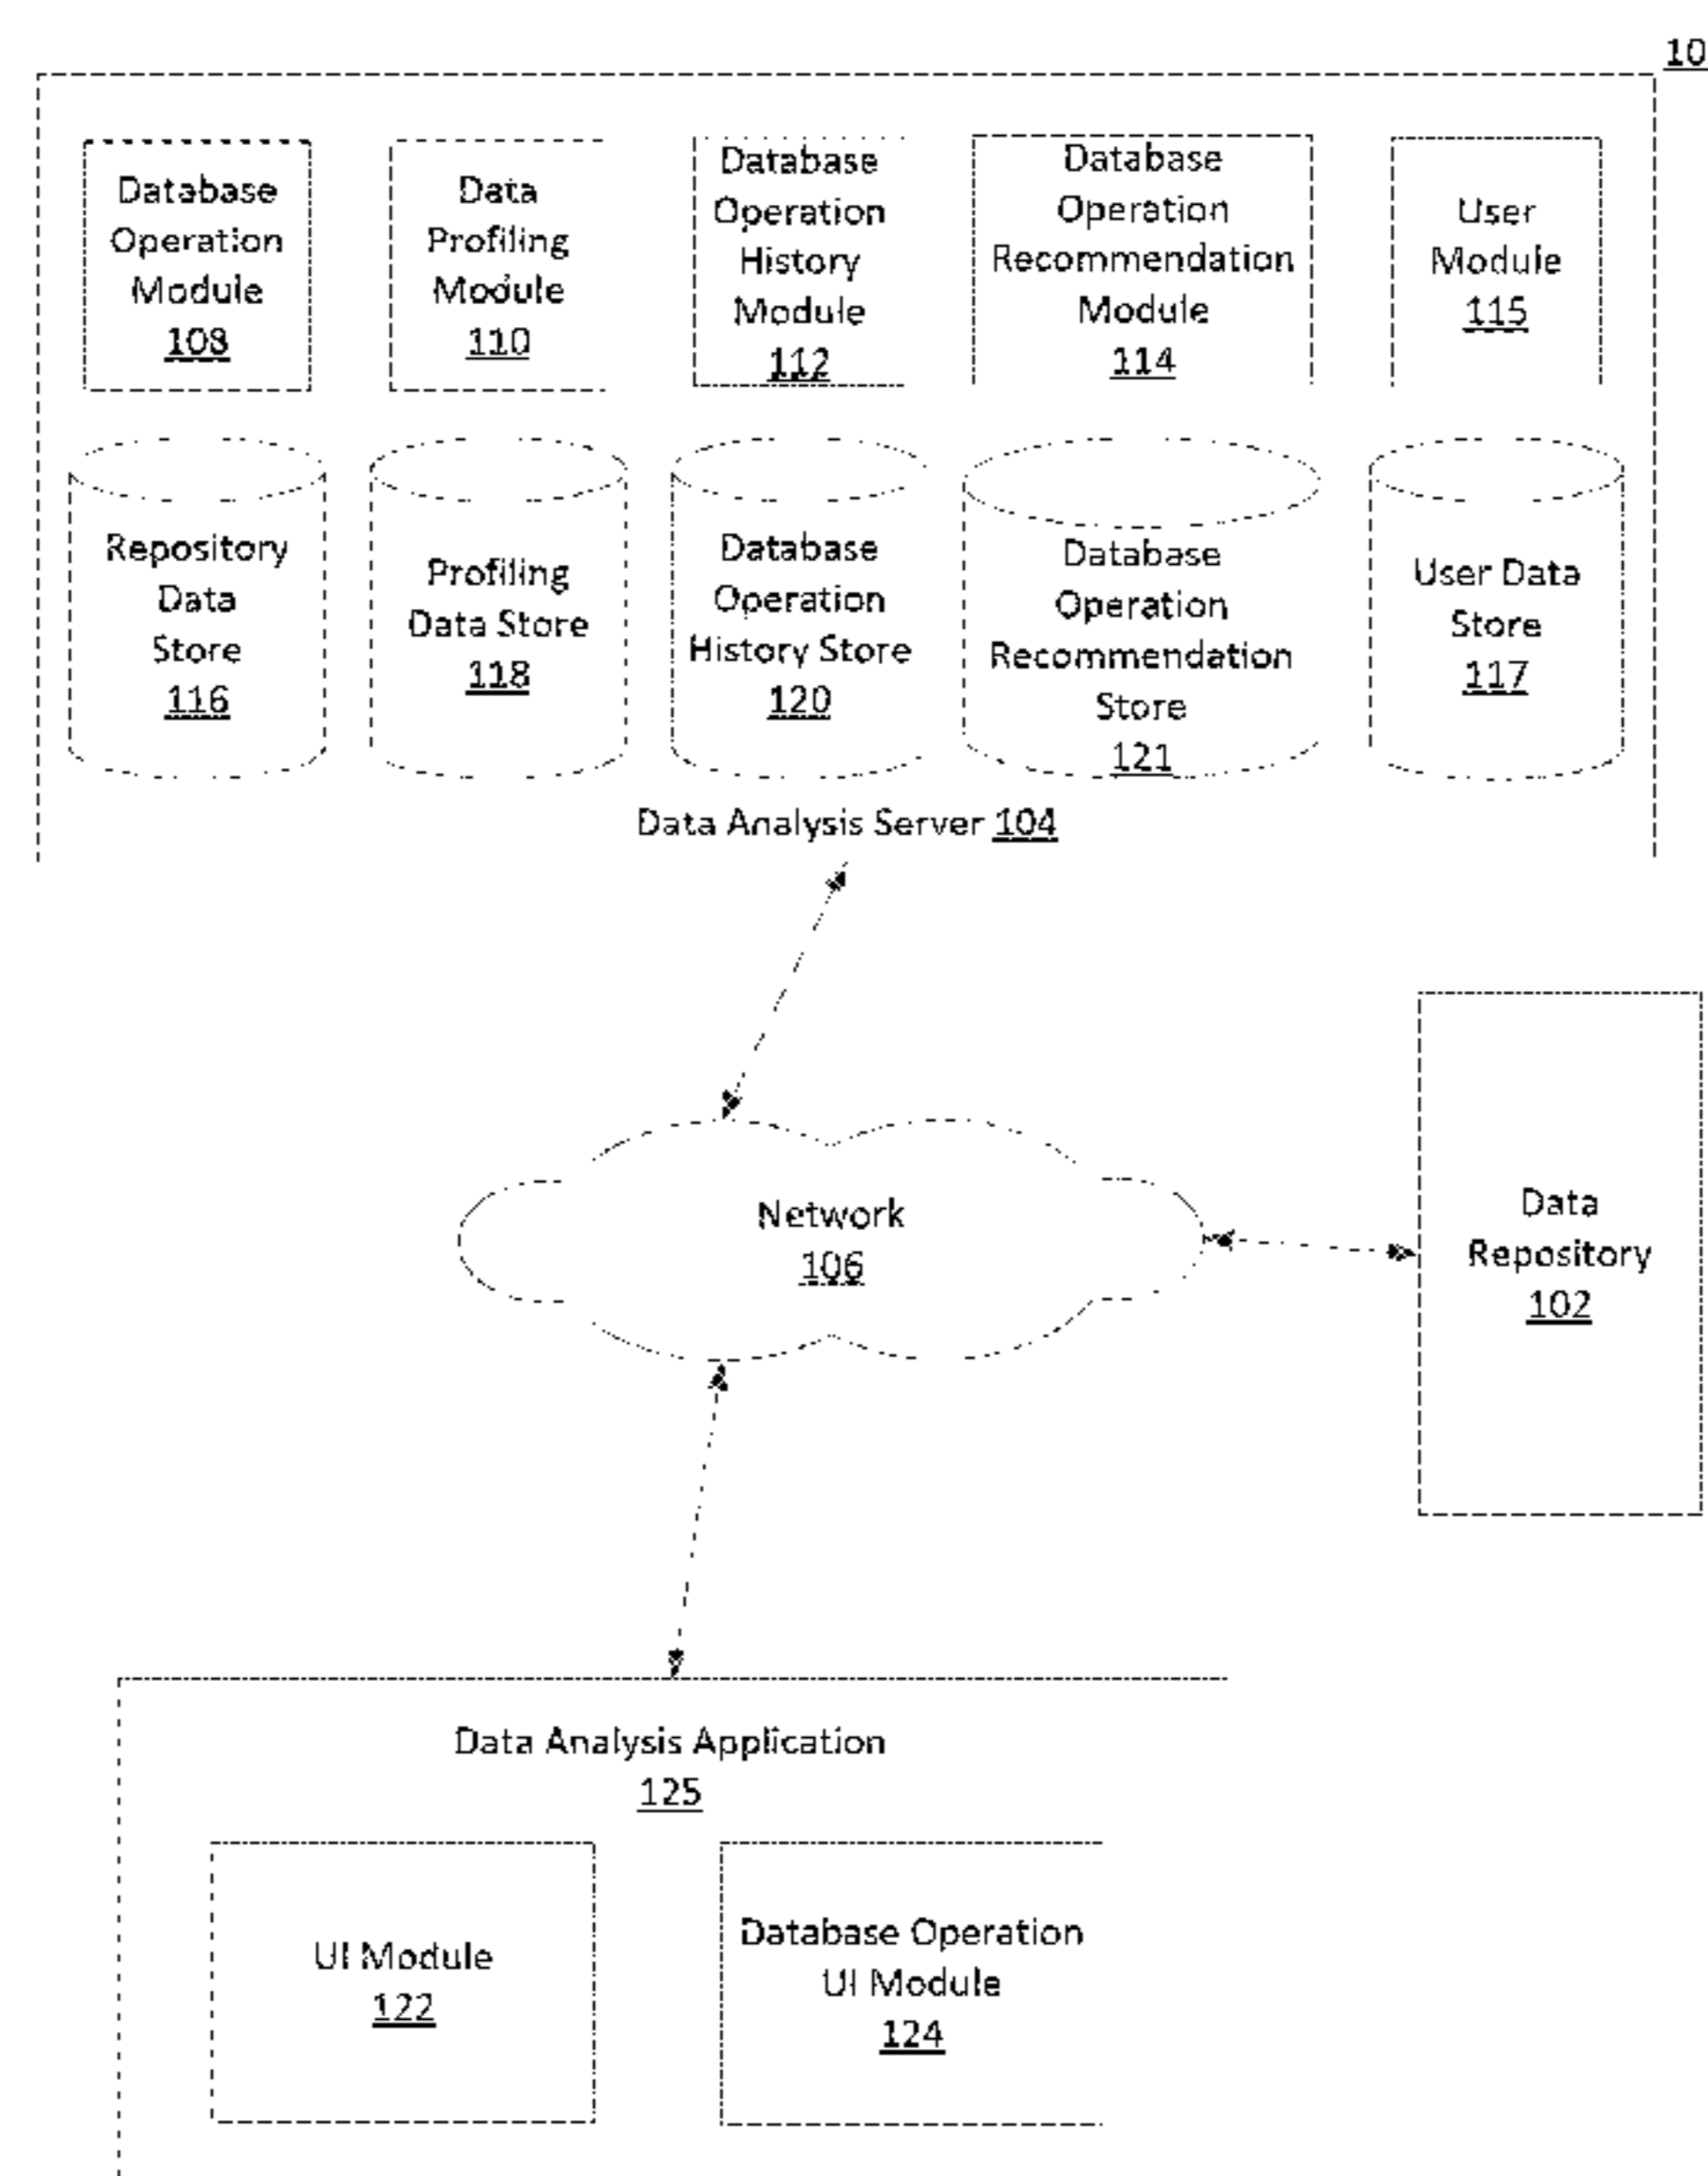 10
Database
Operation
Module
108
Data
Profiling
Module
110
Database
Operation
History
Module
112
Database
Operation
Recommendation
Module
114
User
Module
115
Repository
Data
Store
116
Profiling
Data Store
118
Database
Operation
History Store
120
Database
Operation
Recommendation
Store
121
User Data
Store
117
Data Analysis Server 104
Network
106
Data
Repository
102
Data Analysis Application
125
UI Module
122
Database Operation
UI Module
124